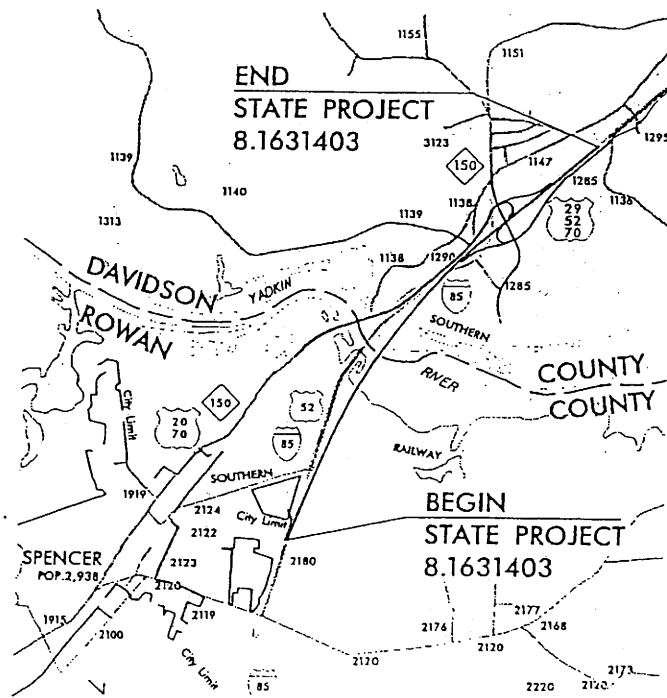 1155
1151
END
STATE PROJECT
8.1631403
3123
1295
1139
150
1147
1140
1285
1138
1136
29
52
70
1313
1139
1138
1290
DAVIDSON
YADKIN
85
1285
ROWAN
SOUTHERN
RIVER
COUNTY
COUNTY
City Limit
150
52
20
70
85
RAILWAY
SOUTHERN
1919
2124
City Limit
BEGIN
STATE PROJECT
8.1631403
2122
SPENCER
POP.2,938
2123
2180
2120
2177
1915
2119
2176
2168
2100
2120
2120
City Limit
85
2173
2220
2120